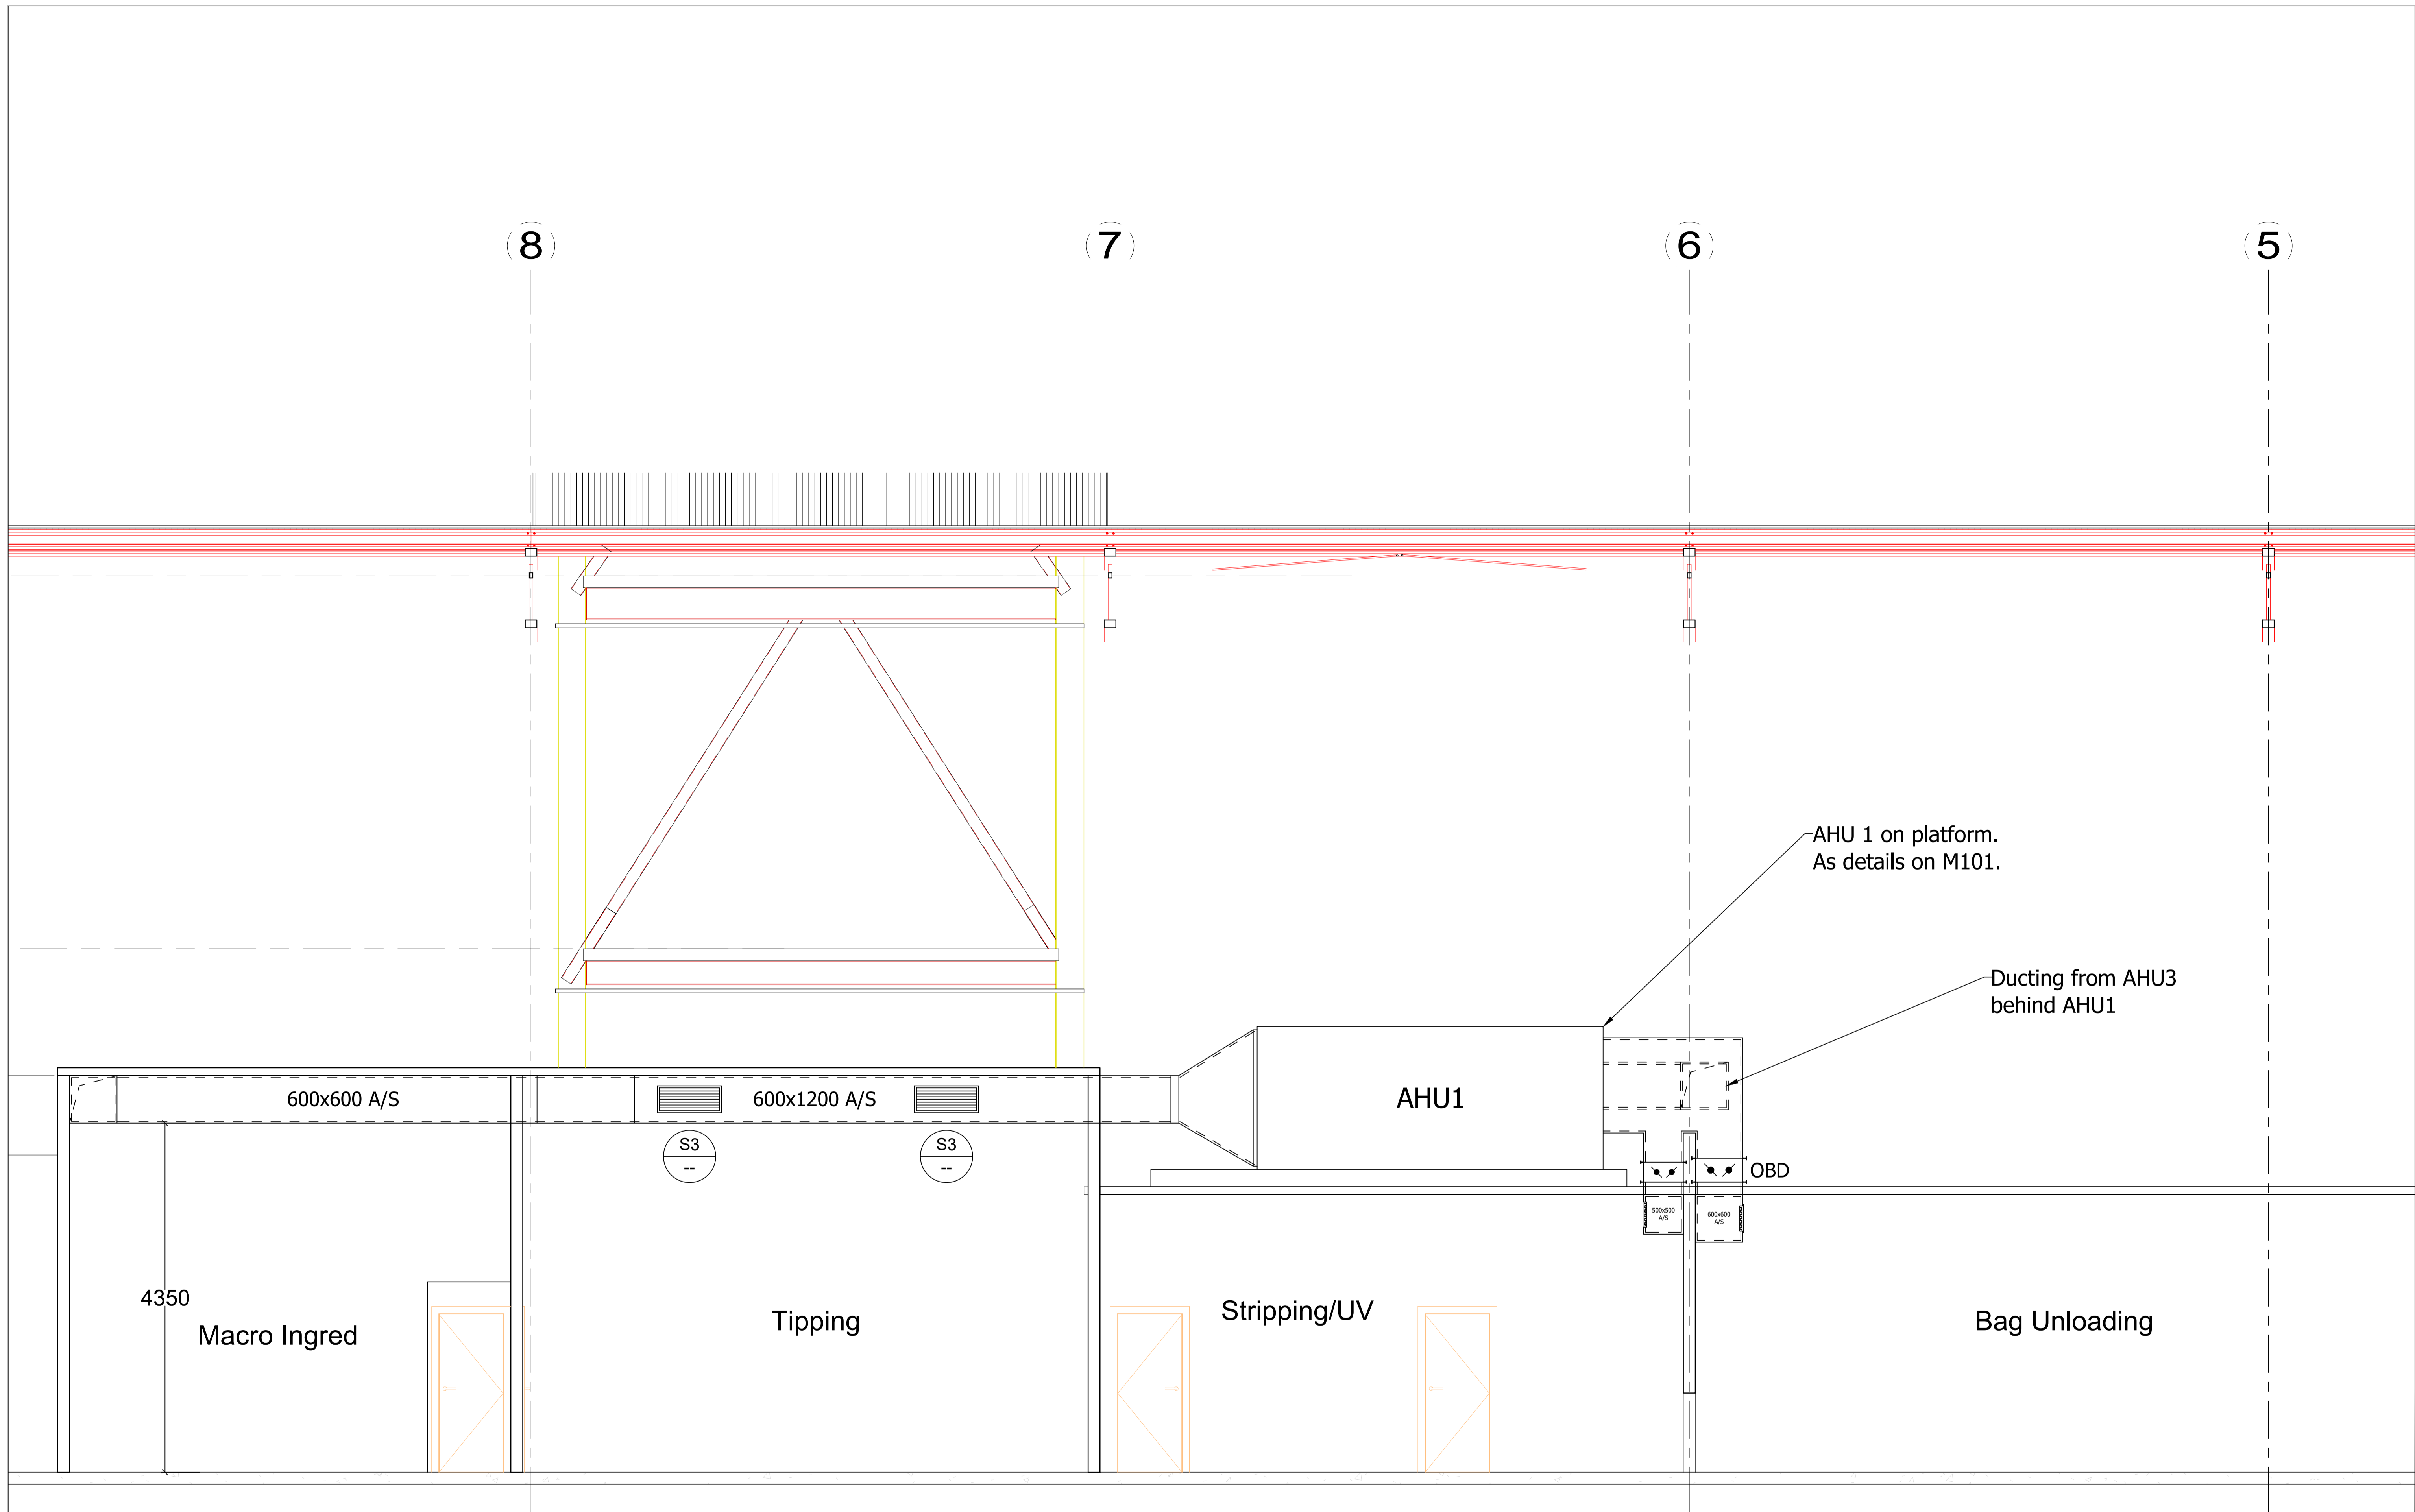 8
7
6
5
AHU 1 on platform.
As details on M101.
Ducting from AHU3
behind AHU1
600x600 A/S
600x1200 A/S
AHU1
S3
--
S3
--
OBD
500x500
A/S
600x600
A/S
4350
Macro Ingred
Tipping
Stripping/UV
Bag Unloading